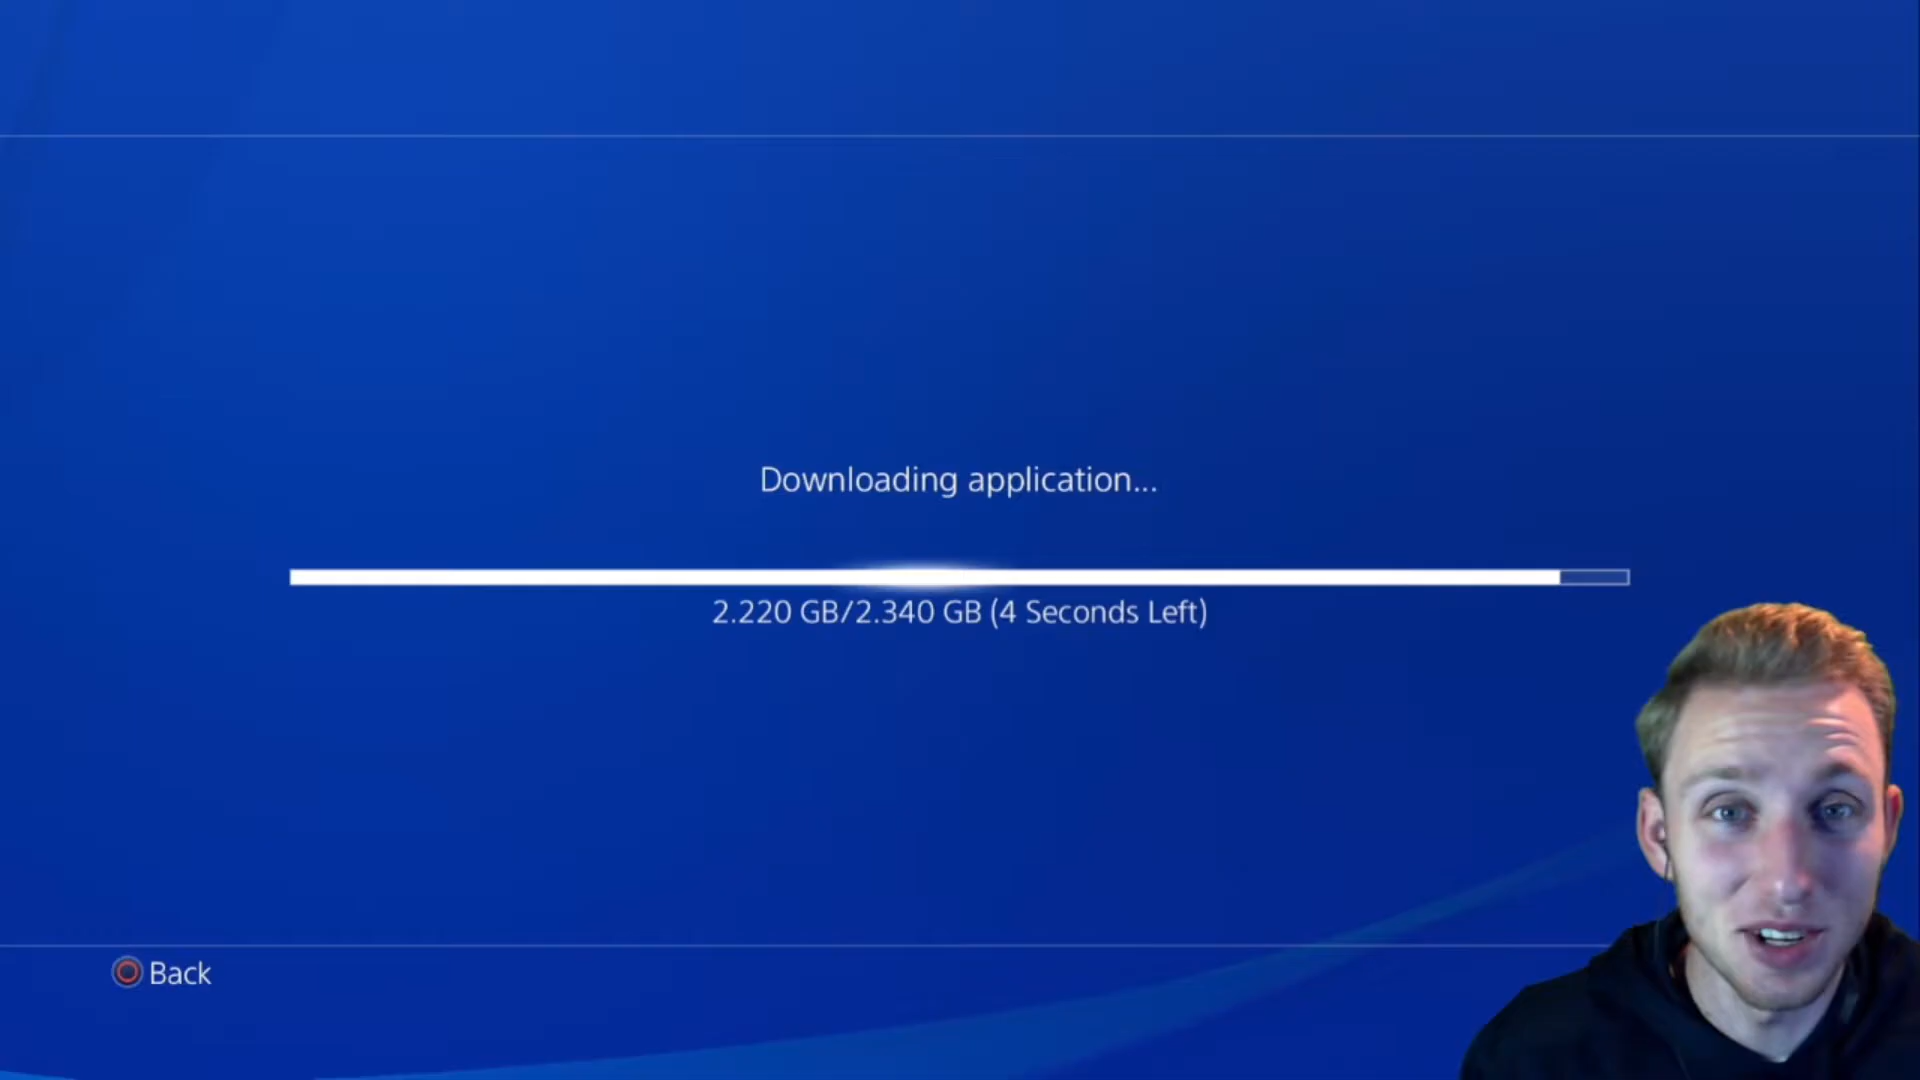 Downloading application...
2.220 GB/2.340 GB (4 Seconds Left)
Back